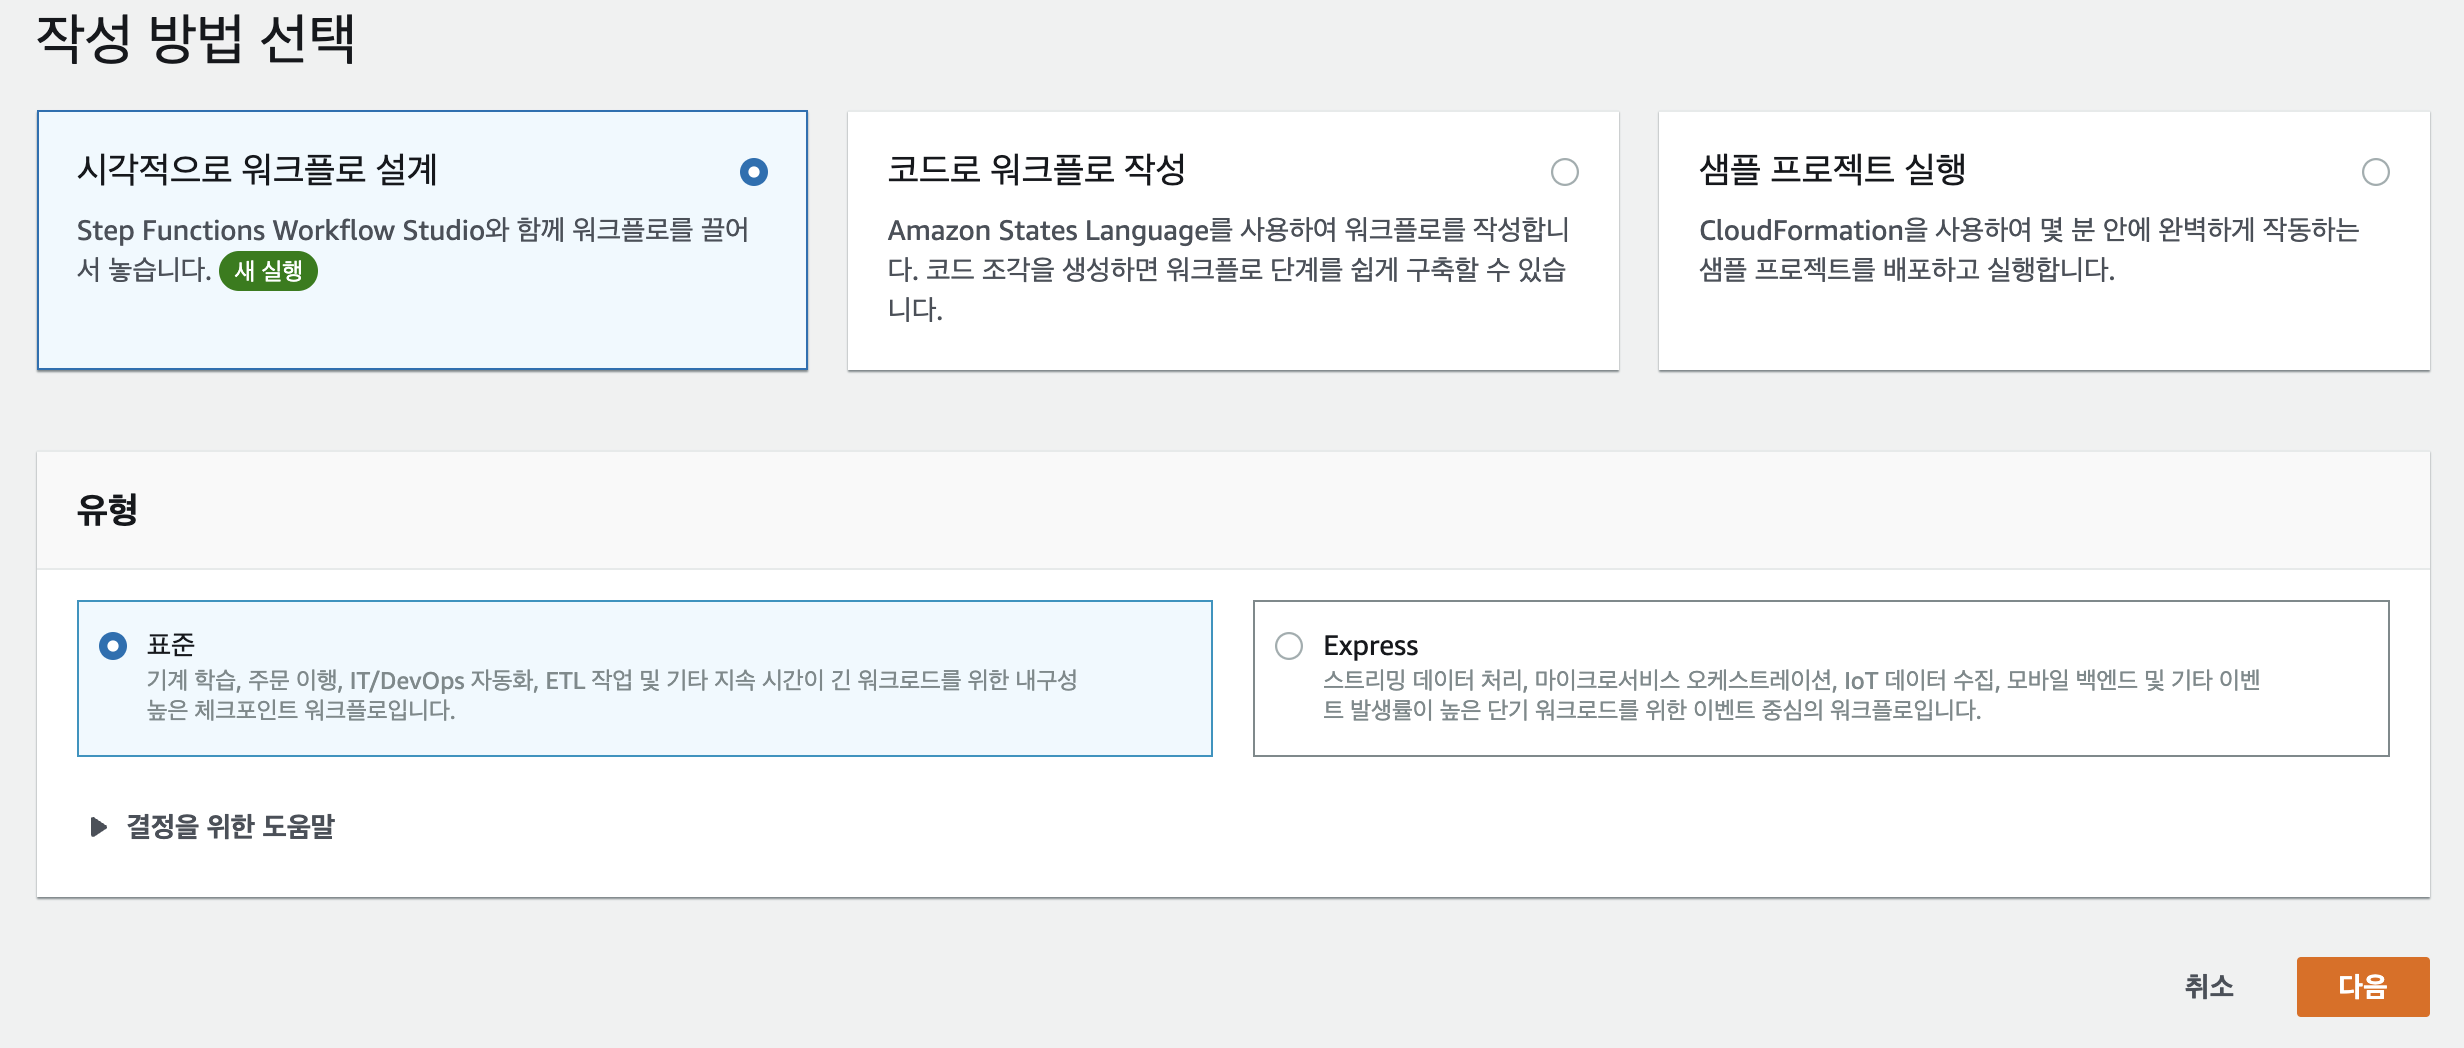 작성 방법 선택
시각적으로 워크플로 설계
Step Functions Workflow Studio와 함께 워크플로를 끌어
서 놓습니다. 새 실행
코드로 워크플로 작성
Amazon States Language를 사용하여 워크플로를 작성합니
다. 코드 조각을 생성하면 워크플로 단계를 쉽게 구축할 수 있습
니다.
샘플 프로젝트 실행
CloudFormation을 사용하여 몇 분 안에 완벽하게 작동하는
샘플 프로젝트를 배포하고 실행합니다.
유형
표준
기계 학습, 주문 이행, IT/DevOps 자동화, ETL 작업 및 기타 지속 시간이 긴 워크로드를 위한 내구성
높은 체크포인트 워크플로입니다.
Express
스트리밍 데이터 처리, 마이크로서비스 오케스트레이션, IoT 데이터 수집, 모바일 백엔드 및 기타 이벤
트 발생률이 높은 단기 워크로드를 위한 이벤트 중심의 워크플로입니다.
결정을 위한 도움말
취소
다음